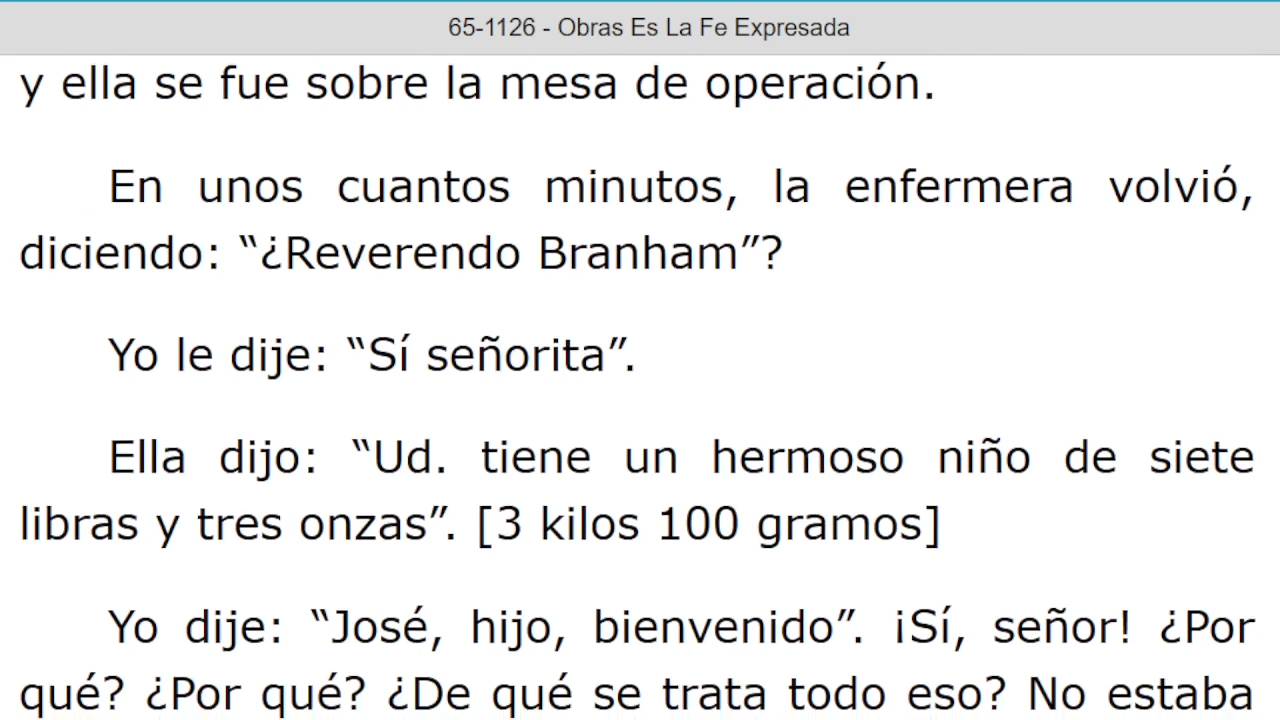 65-1126 - Obras Es La Fe Expresada
y ella se fue sobre la mesa de operación.
En unos cuantos minutos, la enfermera volvió,
diciendo: “¿Reverendo Branham”?
Yo le dije: “Sí señorita”.
Ella dijo: “Ud. tiene un hermoso niño de siete
libras y tres onzas”. [3 kilos 100 gramos]
Yo dije: “José, hijo, bienvenido”. ¡Sí, señor! ¿Por
qué? ¿Por qué? ¿De qué se trata todo eso? No estaba